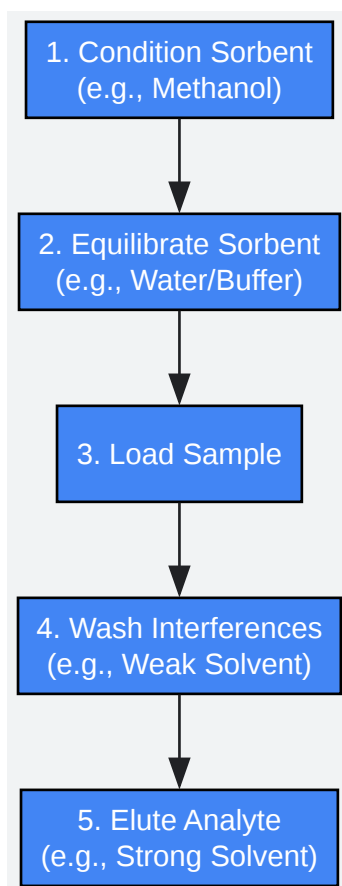 1. Condition Sorbent
(e.g., Methanol)
2. Equilibrate Sorbent
(e.g., Water/Buffer)
3. Load Sample
4. Wash Interferences
(e.g., Weak Solvent)
5. Elute Analyte
(e.g., Strong Solvent)